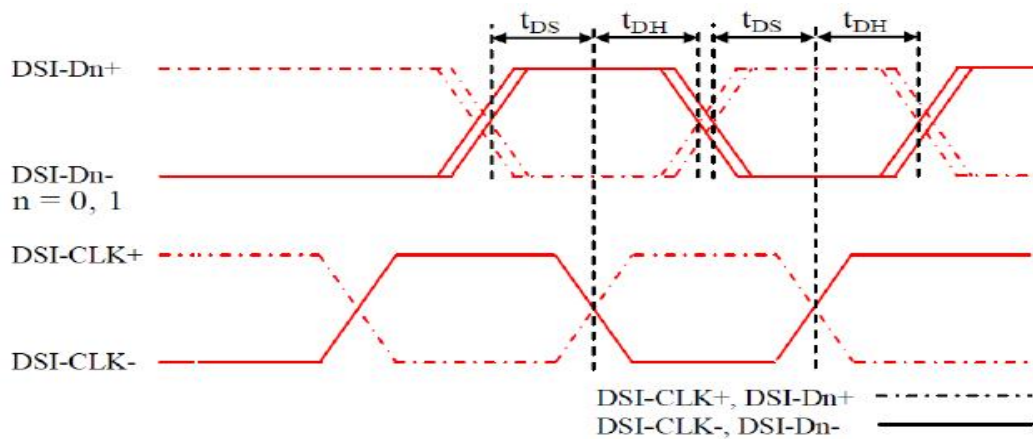 tDS tDH tDS tDH
DSI-Dn+
DSI-Dn-
n = 0, 1
DSI-CLK+
DSI-CLK-
DSI-CLK+, DSI-Dn+
DSI-CLK-, DSI-Dn-